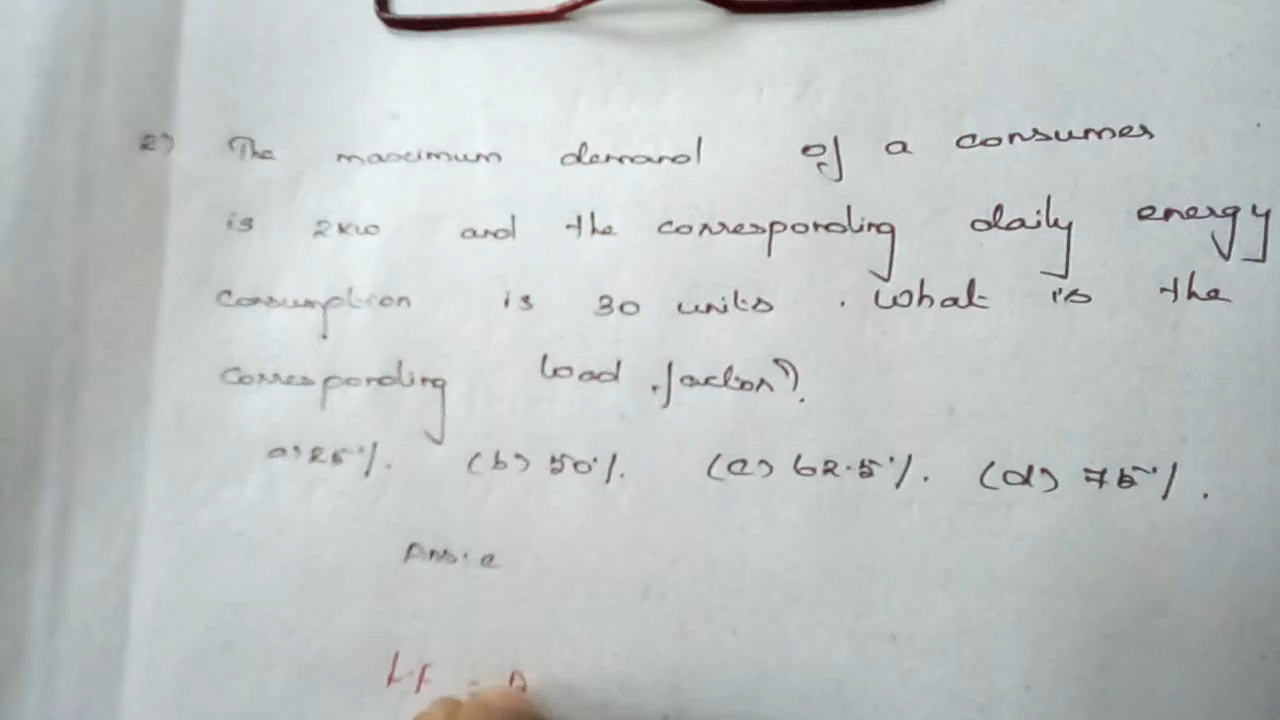 2) The maximum demand of a consumer
is 2kw and the corresponding daily energy
consumption is 30 units. What is the
corresponding load factor?
a) 25%. (b) 50%. (c) 62.5%. (d) 75%.
Ans: c
L.F = A